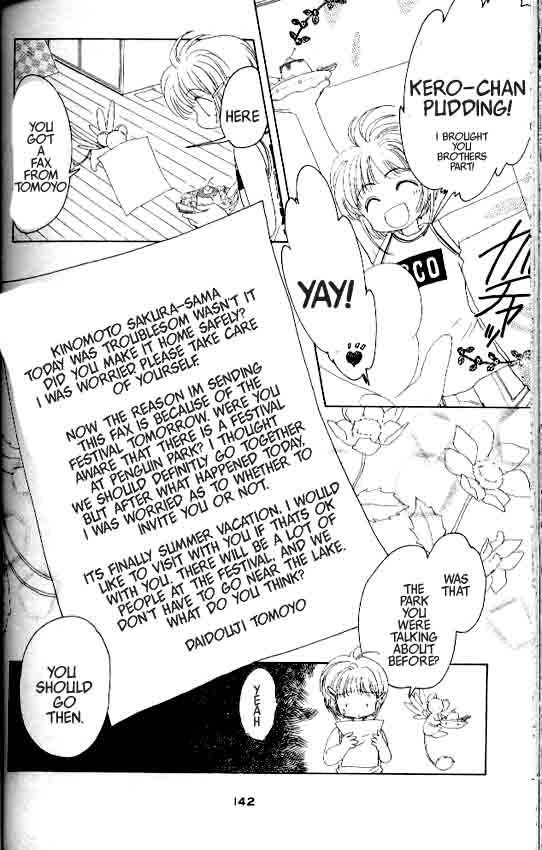 KERO-CHAN
PUDDING!
I BROUGHT
YOU
BROTHERS
PART!
YAY!
ガチャ
HERE
YOU
GOT
A
FAX
FROM
TOMOYO
KINOMOTO SAKURA-SAMA
TODAY WAS TROUBLESOM WASN'T IT
DID YOU MAKE IT HOME SAFELY?
I WAS WORRIED PLEASE TAKE CARE
OF YOURSELF.
NOW THE REASON IM SENDING
THIS FAX IS BECAUSE OF THE
FESTIVAL TOMORROW. WERE YOU
AWARE THAT THERE IS A FESTIVAL
AT PENGUIN PARK? I THOUGHT
WE SHOULD DEFINITLY GO TOGETHER
BUT AFTER WHAT HAPPENED TODAY,
I WAS WORRIED AS TO WHETHER TO
INVITE YOU OR NOT.
ITS FINALLY SUMMER VACATION, I WOULD
LIKE TO VISIT WITH YOU IF THATS OK
WITH YOU. THERE WILL BE A LOT OF
PEOPLE AT THE FESTIVAL, AND WE
DON'T HAVE TO GO NEAR THE LAKE.
WHAT DO YOU THINK?
DAIDOUJI TOMOYO
WAS
THAT
THE
PARK
YOU
WERE
TALKING
ABOUT
BEFORE?
YEAH
YOU
SHOULD
GO
THEN.
142